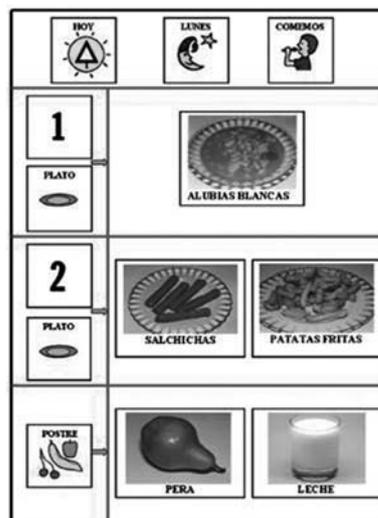 HOY LUNES COMEMOS
1
PLATO
ALUBIAS BLANCAS
2
PLATO
SALCHICHAS PATATAS FRITAS
POSTRE
PERA LECHE